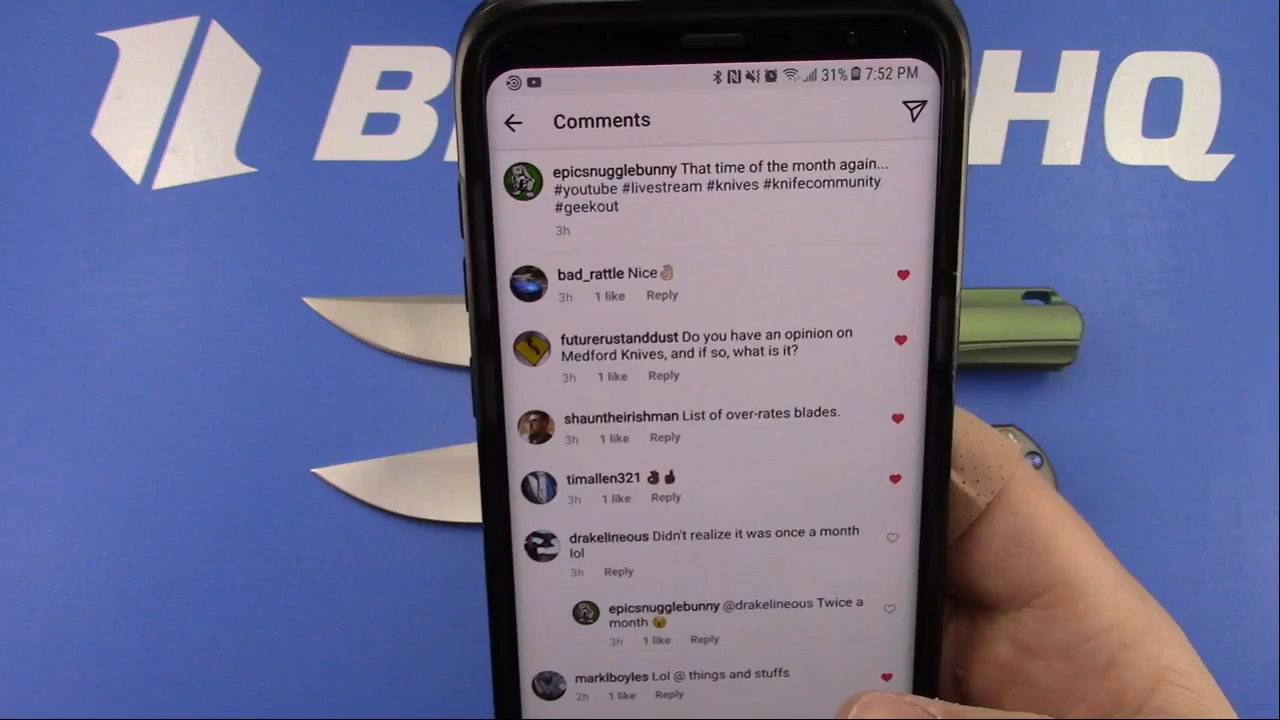 B HQ
31% 7:52 PM
Comments
epicsnugglebunny That time of the month again...
#youtube #livestream #knives #knifecommunity
#geekout
3h
bad_rattle Nice👌🏼
3h 1 like Reply
futurerustanddust Do you have an opinion on
Medford Knives, and if so, what is it?
3h 1 like Reply
shauntheirishman List of over-rates blades.
3h 1 like Reply
timallen321 👌🏿👍🏿
3h 1 like Reply
drakelineous Didn't realize it was once a month
lol
3h Reply
epicsnugglebunny @drakelineous Twice a
month 😮
3h 1 like Reply
marklboyles Lol @ things and stuffs
2h 1 like Reply